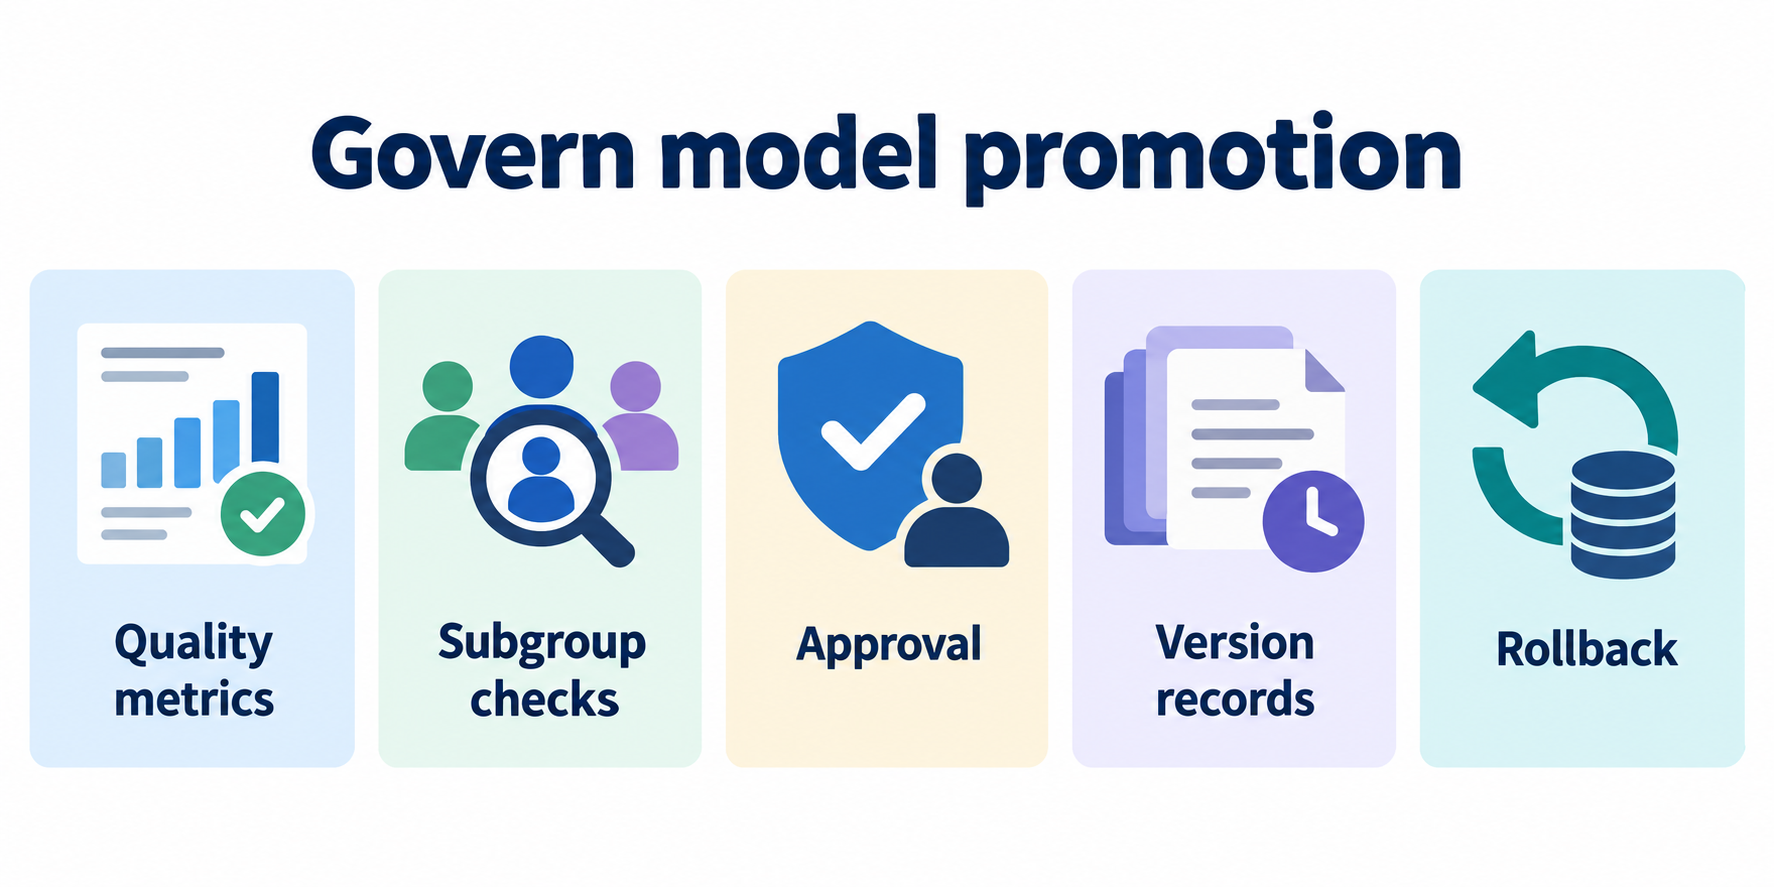 Govern model promotion
Quality
metrics
Subgroup
checks
Approval
Version
records
Rollback